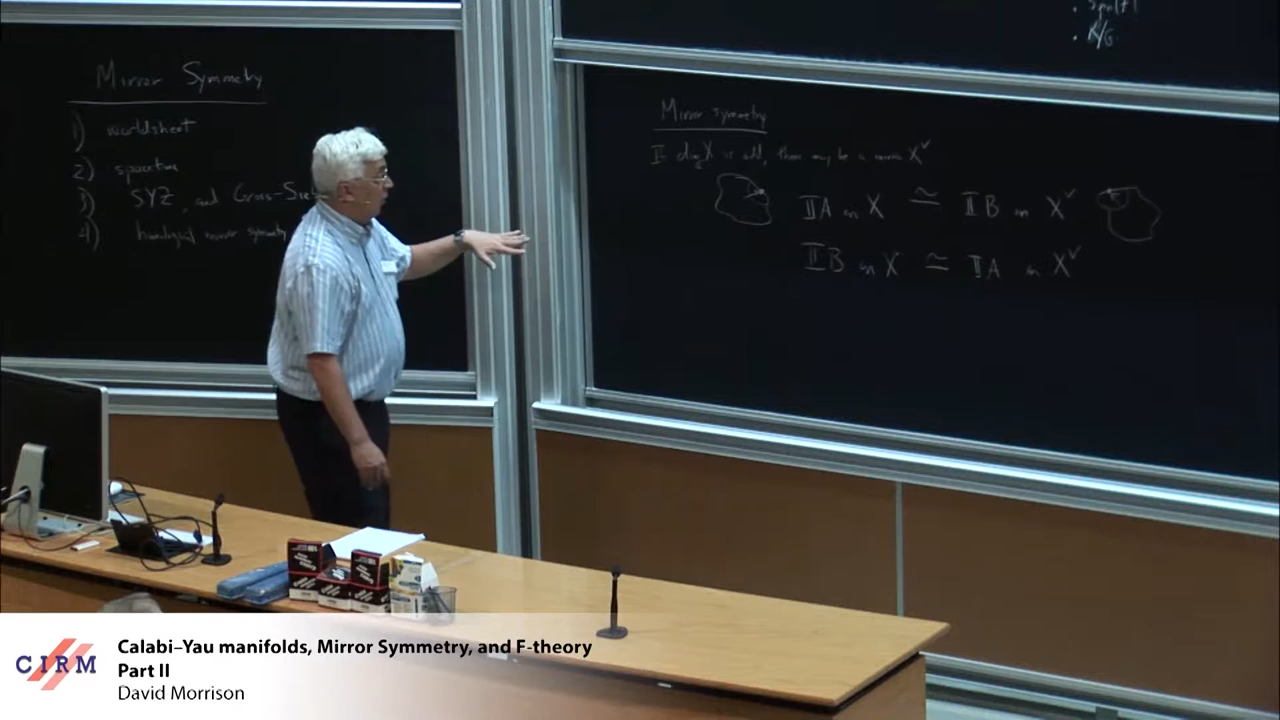 Mirror Symmetry
1) worldsheet
2) spacetime
3) SYZ, and Gross-Sie
4) homological mirror symmetry
· Spin(7)
· R/G
Mirror symmetry
If dim X is odd, there may be a mirror X^∨
IIA on X ≅ IIB on X^∨
IIB on X ≅ IIA on X^∨
CIRM
Calabi–Yau manifolds, Mirror Symmetry, and F-theory
Part II
David Morrison